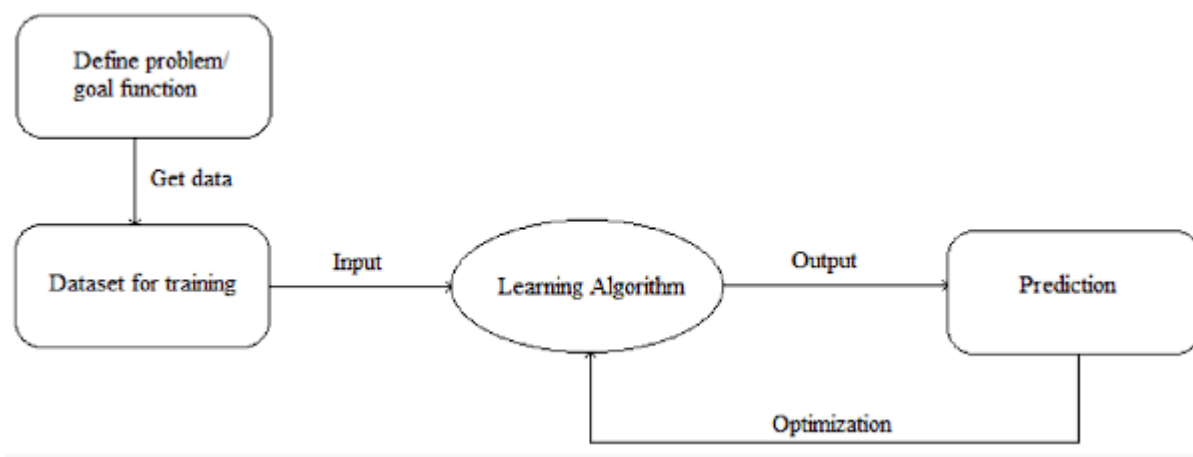 Define problem/
goal function
Get data
Dataset for training
Input
Learning Algorithm
Output
Prediction
Optimization